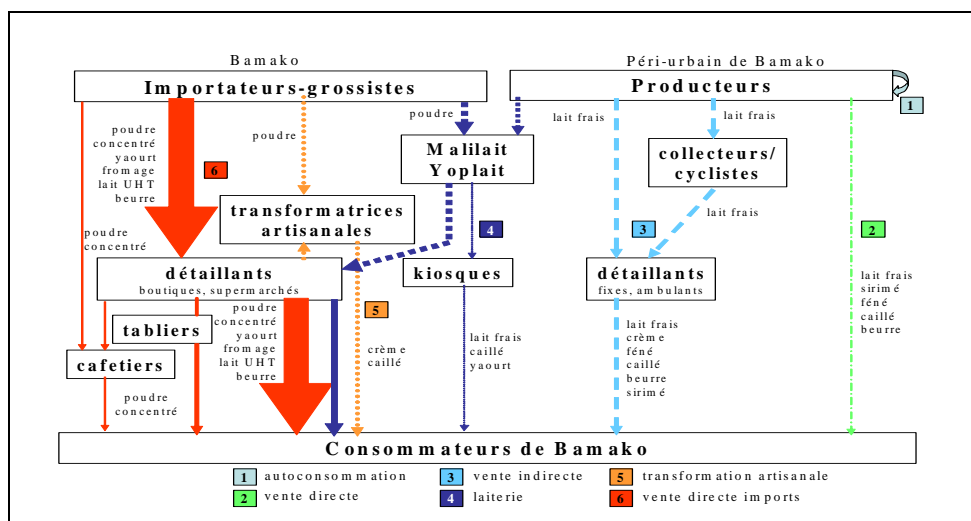 Bamako
Péri-urbain de Bamako
Importateurs-grossistes
Producteurs
1
poudre
concentré
yaourt
fromage
lait UHT
beurre
6
poudre
poudre
Malilait
Yoplait
lait frais
lait frais
collecteurs/
cyclistes
lait frais
transformatrices
artisanales
poudre
concentré
4
3
2
détaillants
boutiques, supermarchés
kiosques
détaillants
fixes, ambulants
lait frais
sirimé
féné
caillé
beurre
tabliers
cafetiers
poudre
concentré
yaourt
fromage
lait UHT
beurre
5
crème
caillé
lait frais
caillé
yaourt
lait frais
crème
féné
caillé
beurre
sirimé
poudre
concentré
Consommateurs de Bamako
1 autoconsommation
2 vente directe
3 vente indirecte
4 laiterie
5 transformation artisanale
6 vente directe imports